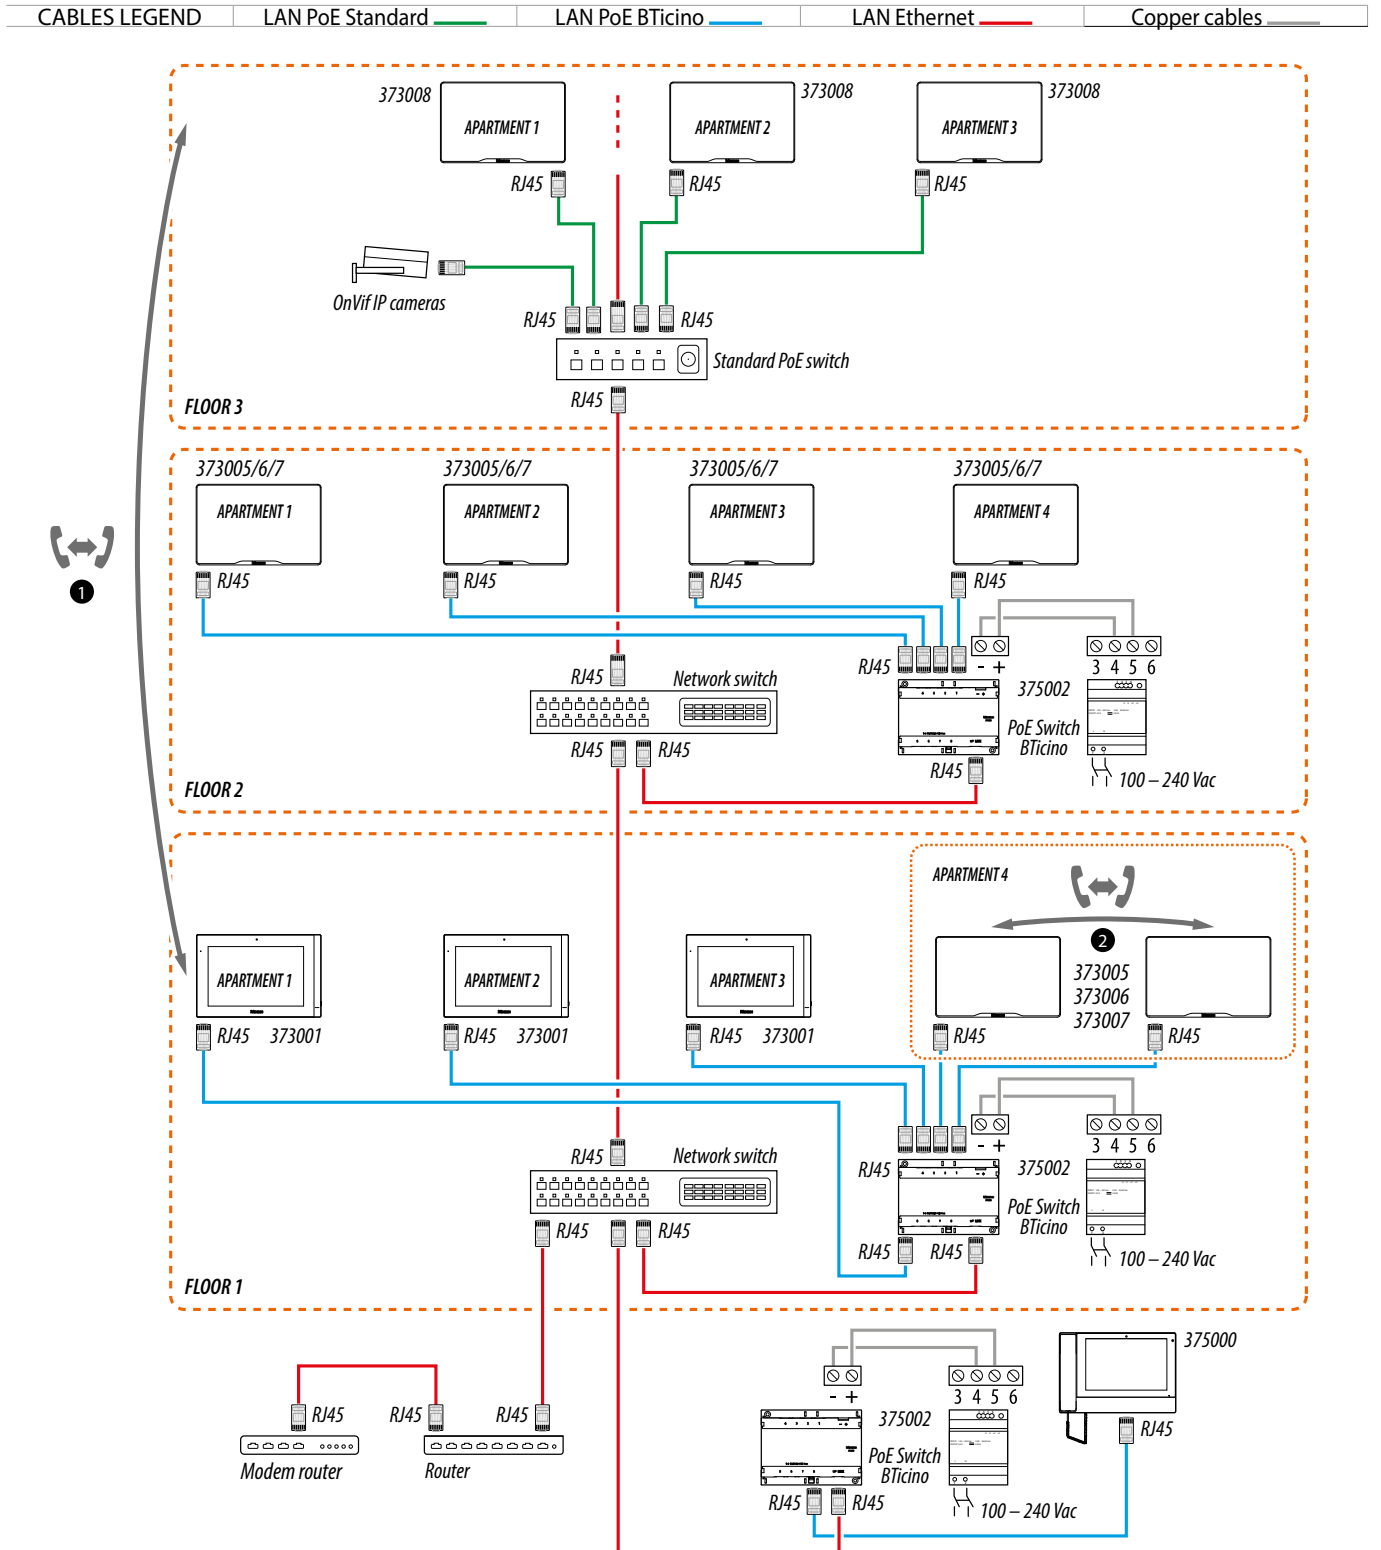 CABLES LEGEND LAN PoE Standard LAN PoE BTicino LAN Ethernet Copper cables
373008 373008 373008
APARTMENT 1 APARTMENT 2 APARTMENT 3
RJ45 RJ45 RJ45
OnVif IP cameras
RJ45 RJ45
Standard PoE switch
RJ45
FLOOR 3
373005/6/7 373005/6/7 373005/6/7 373005/6/7
APARTMENT 1 APARTMENT 2 APARTMENT 3 APARTMENT 4
1
RJ45 RJ45 RJ45 RJ45
RJ45 - + 3 4 5 6
RJ45 Network switch 375002
PoE Switch
BTicino
RJ45 RJ45
RJ45 100 – 240 Vac
FLOOR 2
APARTMENT 4
2
APARTMENT 1 APARTMENT 2 APARTMENT 3
373005
373006
373007
RJ45 373001 RJ45 373001 RJ45 373001 RJ45 RJ45
- + 3 4 5 6
RJ45 Network switch RJ45 375002
PoE Switch
BTicino
RJ45 RJ45
RJ45 RJ45 100 – 240 Vac
FLOOR 1
375000
- + 3 4 5 6
RJ45 RJ45 RJ45 375002 RJ45
PoE Switch
BTicino
Modem router Router
RJ45 RJ45 100 – 240 Vac